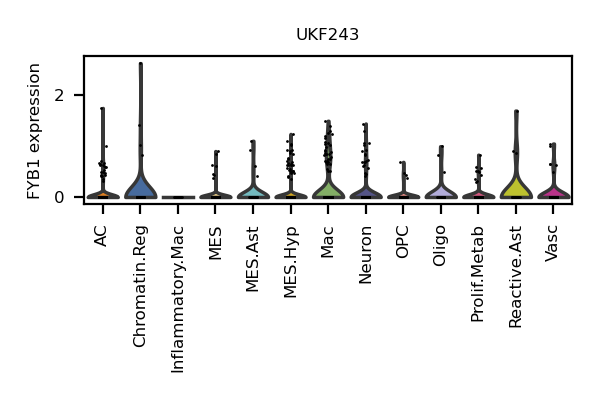 UKF243
FYB1 expression
2
0
AC
Chromatin.Reg
Inflammatory.Mac
MES
MES.Ast
MES.Hyp
Mac
Neuron
OPC
Oligo
Prolif.Metab
Reactive.Ast
Vasc